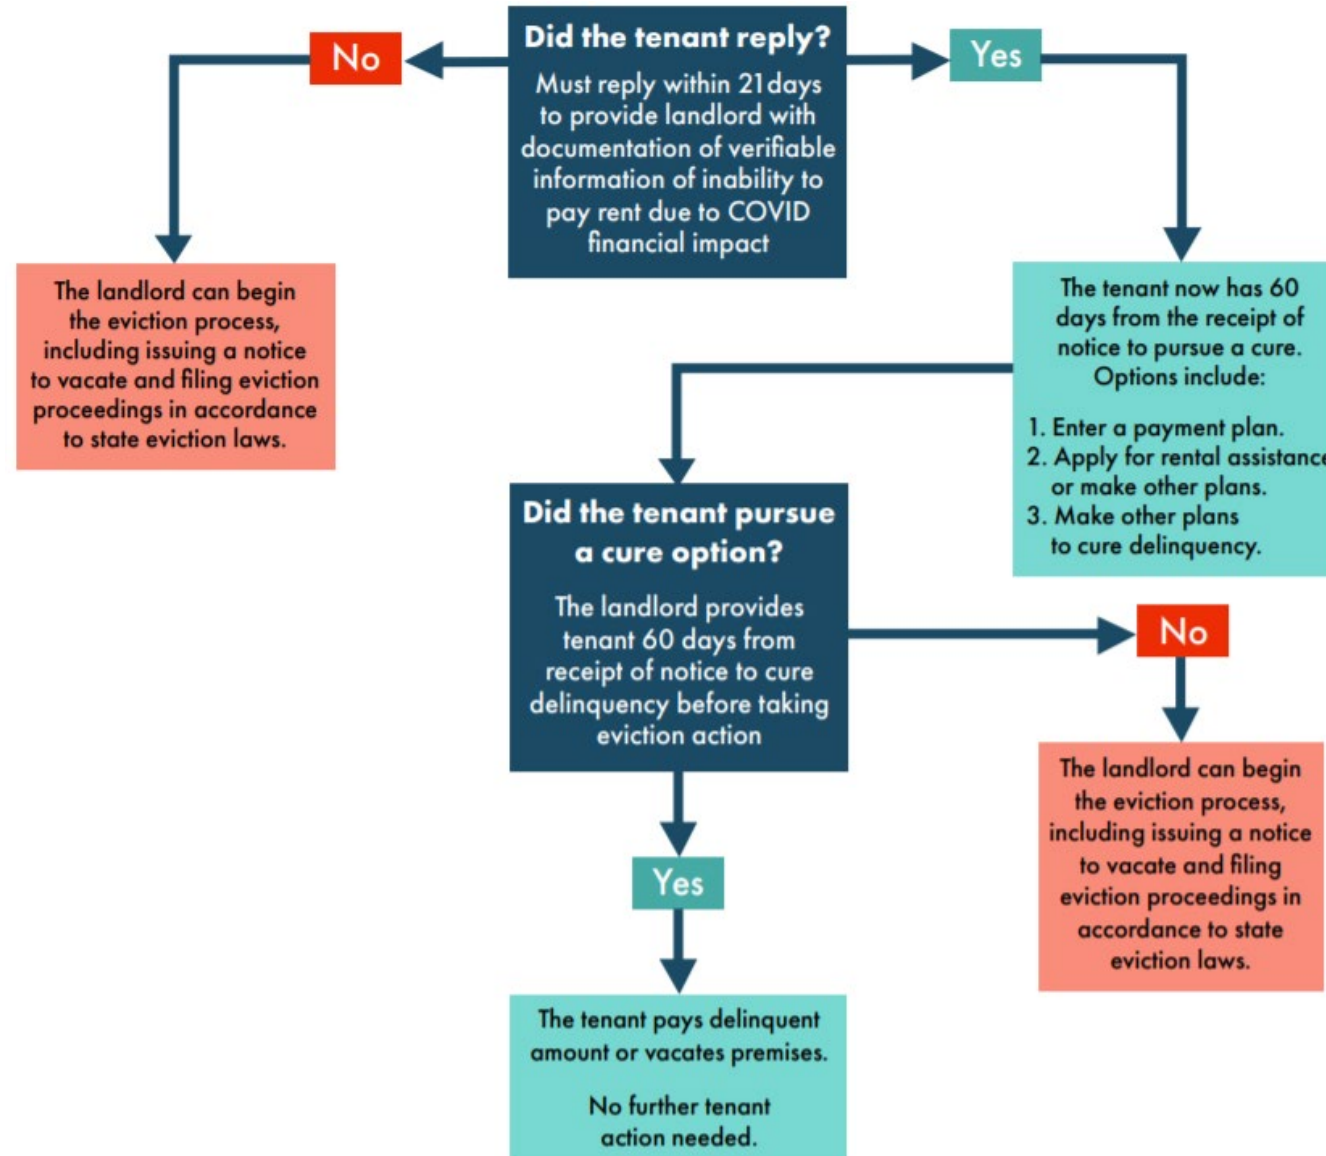 Did the tenant reply?
Must reply within 21days
to provide landlord with
documentation of verifiable
information of inability to
pay rent due to COVID
financial impact
No
Yes
The landlord can begin
the eviction process,
including issuing a notice
to vacate and filing eviction
proceedings in accordance
to state eviction laws.
The tenant now has 60
days from the receipt of
notice to pursue a cure.
Options include:
1. Enter a payment plan.
2. Apply for rental assistance
or make other plans.
3. Make other plans
to cure delinquency.
Did the tenant pursue
a cure option?
The landlord provides
tenant 60 days from
receipt of notice to cure
delinquency before taking
eviction action
No
The landlord can begin
the eviction process,
including issuing a notice
to vacate and filing
eviction proceedings in
accordance to state
eviction laws.
Yes
The tenant pays delinquent
amount or vacates premises.
No further tenant
action needed.